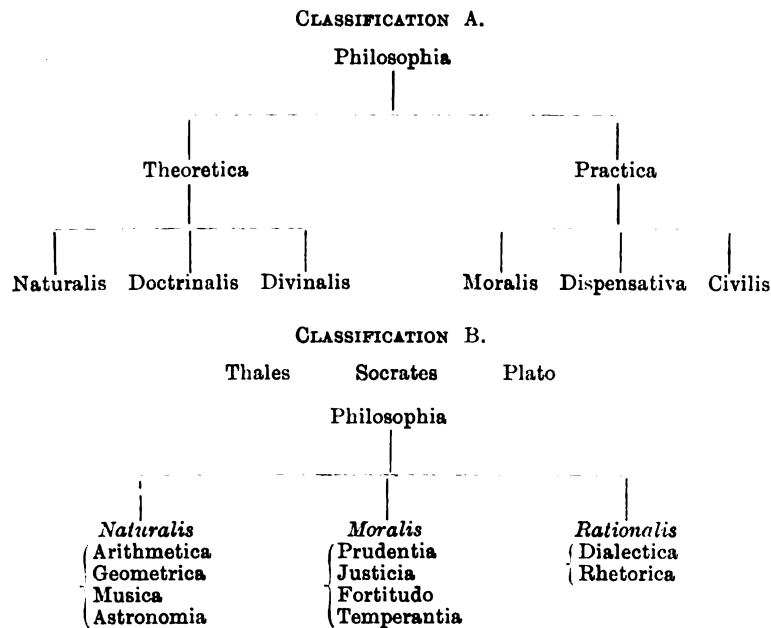 CLASSIFICATION A.
Philosophia
Theoretica Practica
Naturalis Doctrinalis Divinalis Moralis Dispensativa Civilis
CLASSIFICATION B.
Thales Socrates Plato
Philosophia
Naturalis Moralis Rationalis
Arithmetica Prudentia Dialectica
Geometrica Justicia Rhetorica
Musica Fortitudo
Astronomia Temperantia